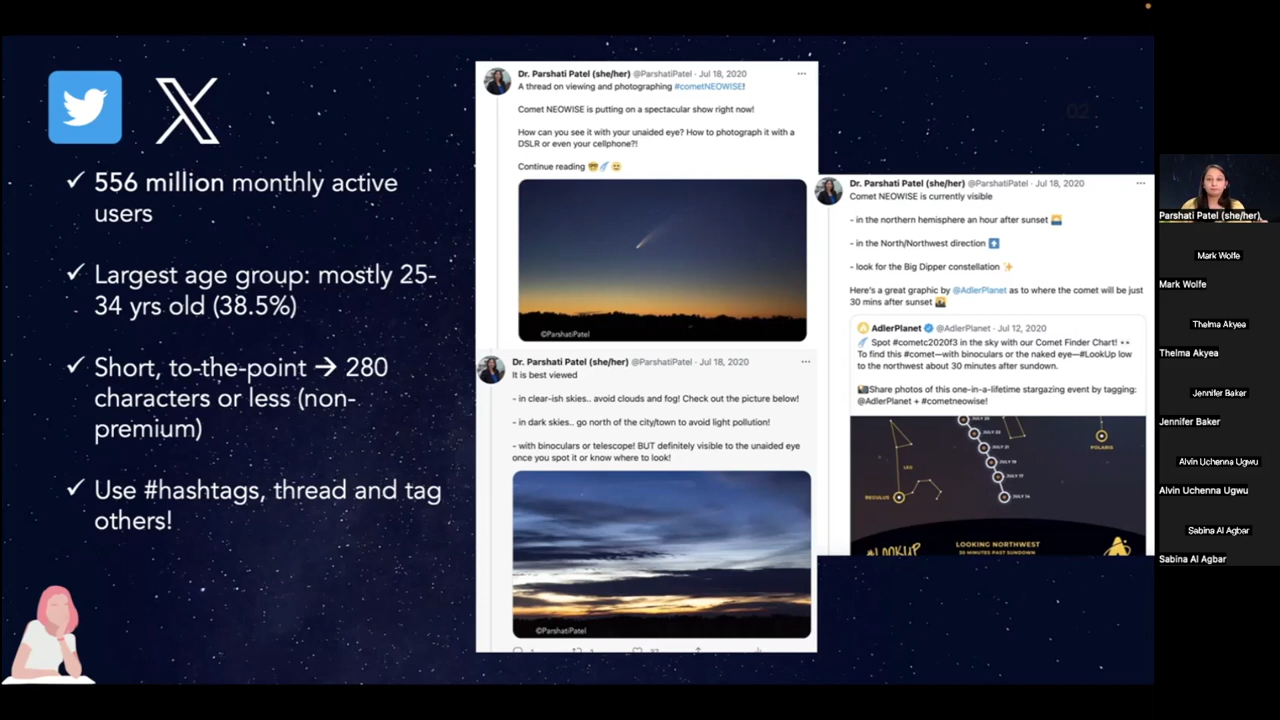 556 million monthly active
users
Largest age group: mostly 25-
34 yrs old (38.5%)
Short, to-the-point → 280
characters or less (non-
premium)
Use #hashtags, thread and tag
others!
Dr. Parshati Patel (she/her) @ParshatiPatel · Jul 18, 2020
A thread on viewing and photographing #cometNEOWISE!
Comet NEOWISE is putting on a spectacular show right now!
How can you see it with your unaided eye? How to photograph it with a
DSLR or even your cellphone?!
Continue reading
©ParshatiPatel
Dr. Parshati Patel (she/her) @ParshatiPatel · Jul 18, 2020
It is best viewed
- in clear-ish skies.. avoid clouds and fog! Check out the picture below!
- in dark skies.. go north of the city/town to avoid light pollution!
- with binoculars or telescope! BUT definitely visible to the unaided eye
once you spot it or know where to look!
©ParshatiPatel
02
Dr. Parshati Patel (she/her) @ParshatiPatel · Jul 18, 2020
Comet NEOWISE is currently visible
- in the northern hemisphere an hour after sunset
- in the North/Northwest direction
- look for the Big Dipper constellation
Here's a great graphic by @AdlerPlanet as to where the comet will be just
30 mins after sunset
AdlerPlanet @AdlerPlanet · Jul 12, 2020
Spot #cometc2020f3 in the sky with our Comet Finder Chart!
To find this #comet—with binoculars or the naked eye—#LookUp low
to the northwest about 30 minutes after sundown.
Share photos of this one-in-a-lifetime stargazing event by tagging:
@AdlerPlanet + #cometneowise!
JULY 23
JULY 21
JULY 19
JULY 17
JULY 14
POLARIS
LEO
REGULUS
#LOOKUP
LOOKING NORTHWEST
30 MINUTES PAST SUNDOWN
Parshati Patel (she/her)
Mark Wolfe
Mark Wolfe
Thelma Akyea
Thelma Akyea
Jennifer Baker
Jennifer Baker
Alvin Uchenna Ugwu
Alvin Uchenna Ugwu
Sabina Al Agbar
Sabina Al Agbar